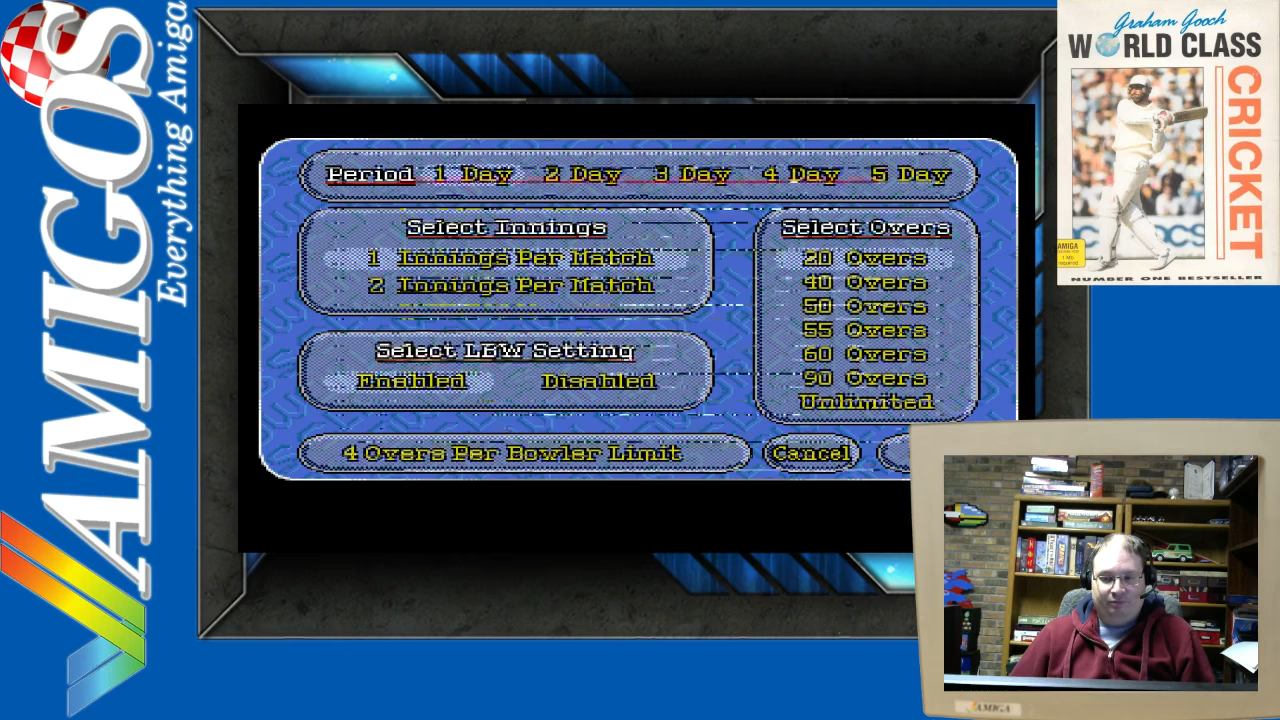 AMIGOS
Everything Amiga
Period 1 Day 2 Day 3 Day 4 Day 5 Day
Select Innings
1 Innings Per Match
2 Innings Per Match
Select LBW Setting
Enabled Disabled
Select Overs
20 Overs
40 Overs
50 Overs
55 Overs
60 Overs
90 Overs
Unlimited
4 Overs Per Bowler Limit
Cancel
Graham Gooch
WORLD CLASS
CRICKET
AMIGA
NUMBER ONE BESTSELLER
AMIGA